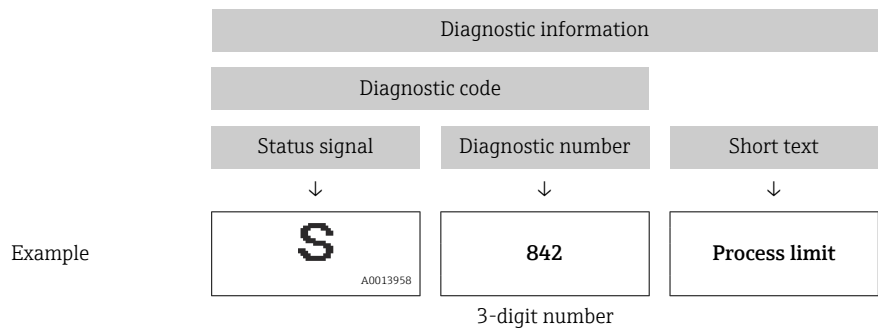 Diagnostic information
Diagnostic code
Status signal Diagnostic number Short text
↓ ↓ ↓
Example S 842 Process limit
A0013958
3-digit number